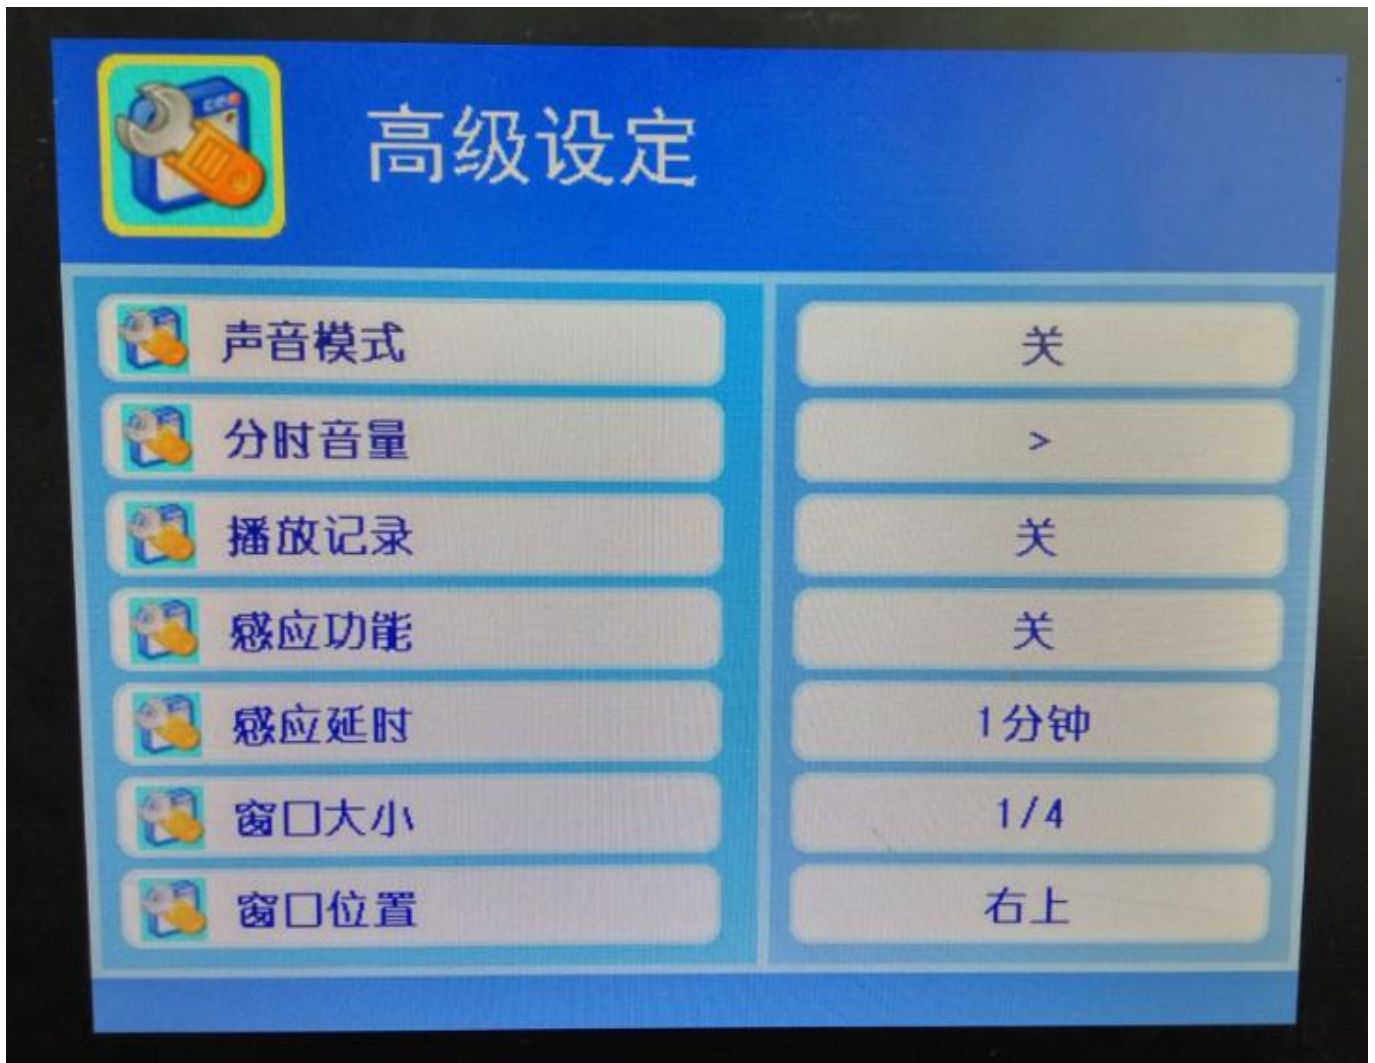 高级设定
声音模式 关
分时音量 >
播放记录 关
感应功能 关
感应延时 1分钟
窗口大小 1/4
窗口位置 右上